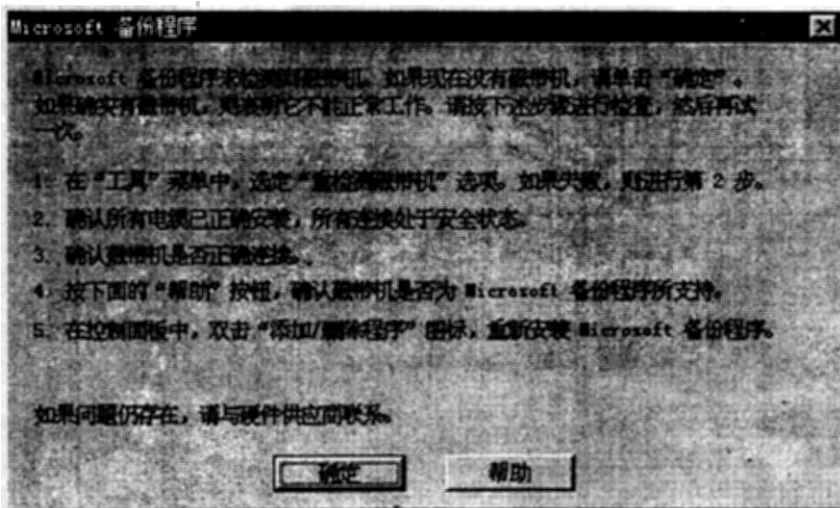 Microsoft 备份程序
Microsoft 备份程序未检测到磁带机。如果现在没有磁带机，请单击“确定”。
如果确实有磁带机，则表明它不能正常工作。请按下述步骤进行检查，然后再试
一次。
1. 在“工具”菜单中，选定“重检测磁带机”选项。如果失败，则进行第 2 步。
2. 确认所有电缆已正确安装，所有连接处于安全状态。
3. 确认磁带机是否正确连接。
4. 按下面的“帮助”按钮，确认磁带机是否为 Microsoft 备份程序所支持。
5. 在控制面板中，双击“添加/删除程序”图标，重新安装 Microsoft 备份程序。
如果问题仍存在，请与硬件供应商联系。
确定
帮助